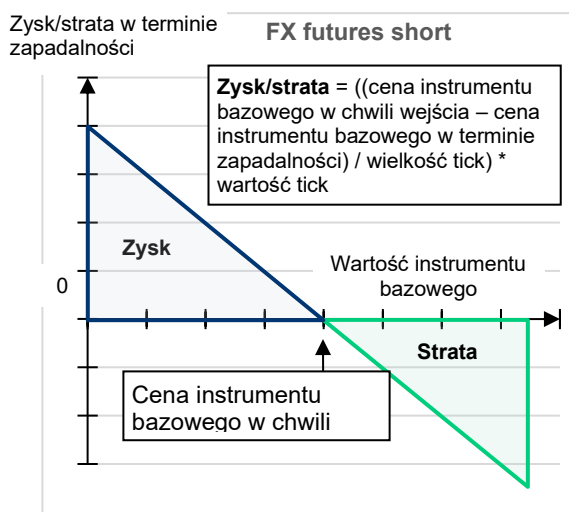 Zysk/strata w terminie
zapadalności
FX futures short
Zysk/strata = ((cena instrumentu
bazowego w chwili wejścia – cena
instrumentu bazowego w terminie
zapadalności) / wielkość tick) *
wartość tick
Zysk
Wartość instrumentu
bazowego
0
Strata
Cena instrumentu
bazowego w chwili